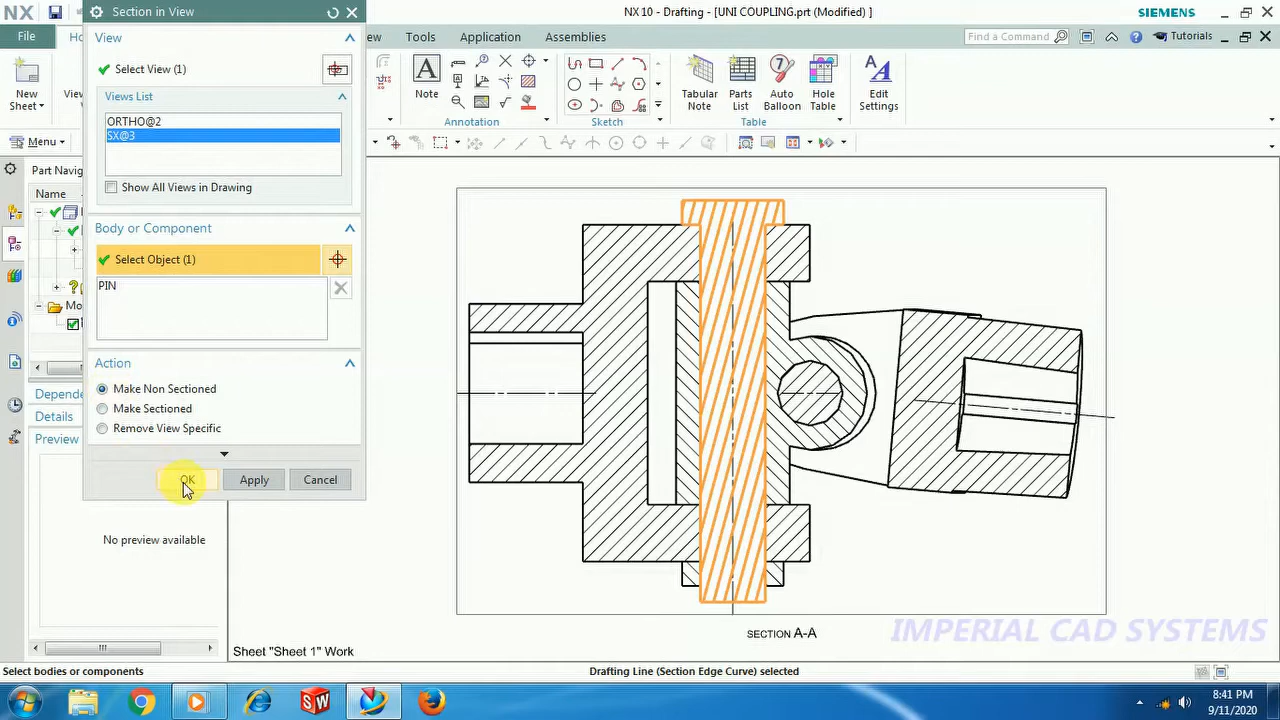 Section in View
NX 10 - Drafting - [UNI COUPLING.prt (Modified) ]
SIEMENS
File
Ho
ew
Tools
Application
Assemblies
Find a Command
Tutorials
View
Select View (1)
Views List
ORTHO@2
SX@3
Show All Views in Drawing
Body or Component
Select Object (1)
PIN
Action
Make Non Sectioned
Make Sectioned
Remove View Specific
OK
Apply
Cancel
New
Sheet
V
Vie
Note
Annotation
Sketch
Tabular
Note
Parts
List
Auto
Balloon
Hole
Table
Table
Edit
Settings
Menu
Part Navig
Name
Mo
Depende
Details
Preview
No preview available
SECTION A-A
IMPERIAL CAD SYSTEMS
Sheet "Sheet 1" Work
Select bodies or components
Drafting Line (Section Edge Curve) selected
8:41 PM
9/11/2020